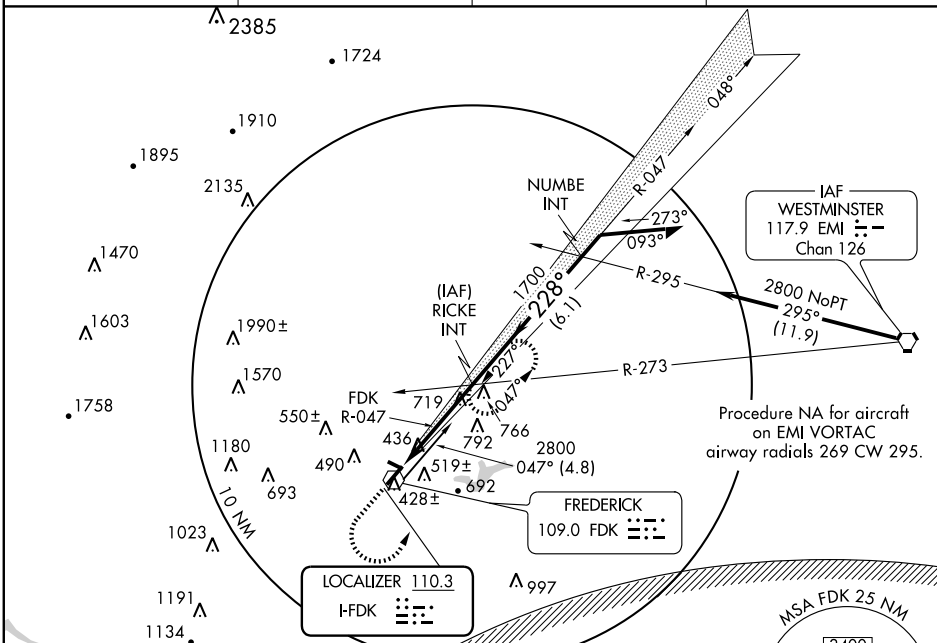 2385
1724
1910
1895
2135
1470
1603
1990±
1570
1758
550±
1180
693
490
10 NM
1023
1191
1134
R-047
048°
NUMBE
INT
273°
093°
IAF
WESTMINSTER
117.9 EMI
Chan 126
R-295
2800 NoPT
295°
(11.9)
1700
228°
(6.1)
(IAF)
RICKE
INT
227°
047°
R-273
FDK
R-047
719
766
792
436
2800
047° (4.8)
519±
692
428±
Procedure NA for aircraft
on EMI VORTAC
airway radials 269 CW 295.
FREDERICK
109.0 FDK
LOCALIZER 110.3
I-FDK
997
MSA FDK 25 NM